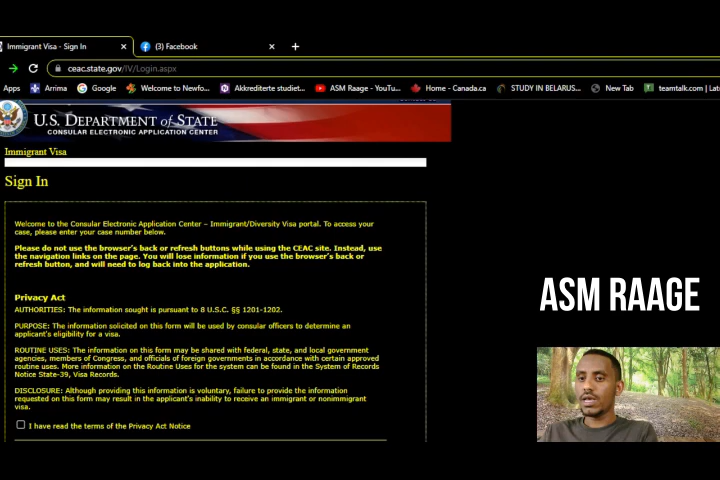 Immigrant Visa - Sign In
(3) Facebook
ceac.state.gov/IV/Login.aspx
Apps Arrima Google Welcome to Newfo... Akkrediterte studiet... ASM Raage - YouTu... Home - Canada.ca STUDY IN BELARUS... New Tab teamtalk.com | Late
U.S. DEPARTMENT of STATE
CONSULAR ELECTRONIC APPLICATION CENTER
Immigrant Visa
Sign In
Welcome to the Consular Electronic Application Center – Immigrant/Diversity Visa portal. To access your
case, please enter your case number below.
Please do not use the browser's back or refresh buttons while using the CEAC site. Instead, use
the navigation links on the page. You will lose information if you use the browser's back or
refresh button, and will need to log back into the application.
Privacy Act
AUTHORITIES: The information sought is pursuant to 8 U.S.C. §§ 1201-1202.
PURPOSE: The information solicited on this form will be used by consular officers to determine an
applicant's eligibility for a visa.
ROUTINE USES: The information on this form may be shared with federal, state, and local government
agencies, members of Congress, and officials of foreign governments in accordance with certain approved
routine uses. More information on the Routine Uses for the system can be found in the System of Records
Notice State-39, Visa Records.
DISCLOSURE: Although providing this information is voluntary, failure to provide the information
requested on this form may result in the applicant's inability to receive an immigrant or nonimmigrant
visa.
I have read the terms of the Privacy Act Notice
ASM RAAGE